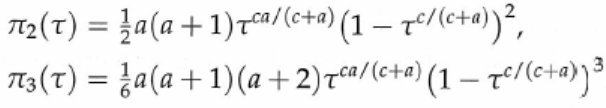 π₂(τ) = ½a(a + 1)τ^{ca/(c+a)}(1 − τ^{c/(c+a)})²,
π₃(τ) = ⅙a(a + 1)(a + 2)τ^{ca/(c+a)}(1 − τ^{c/(c+a)})³